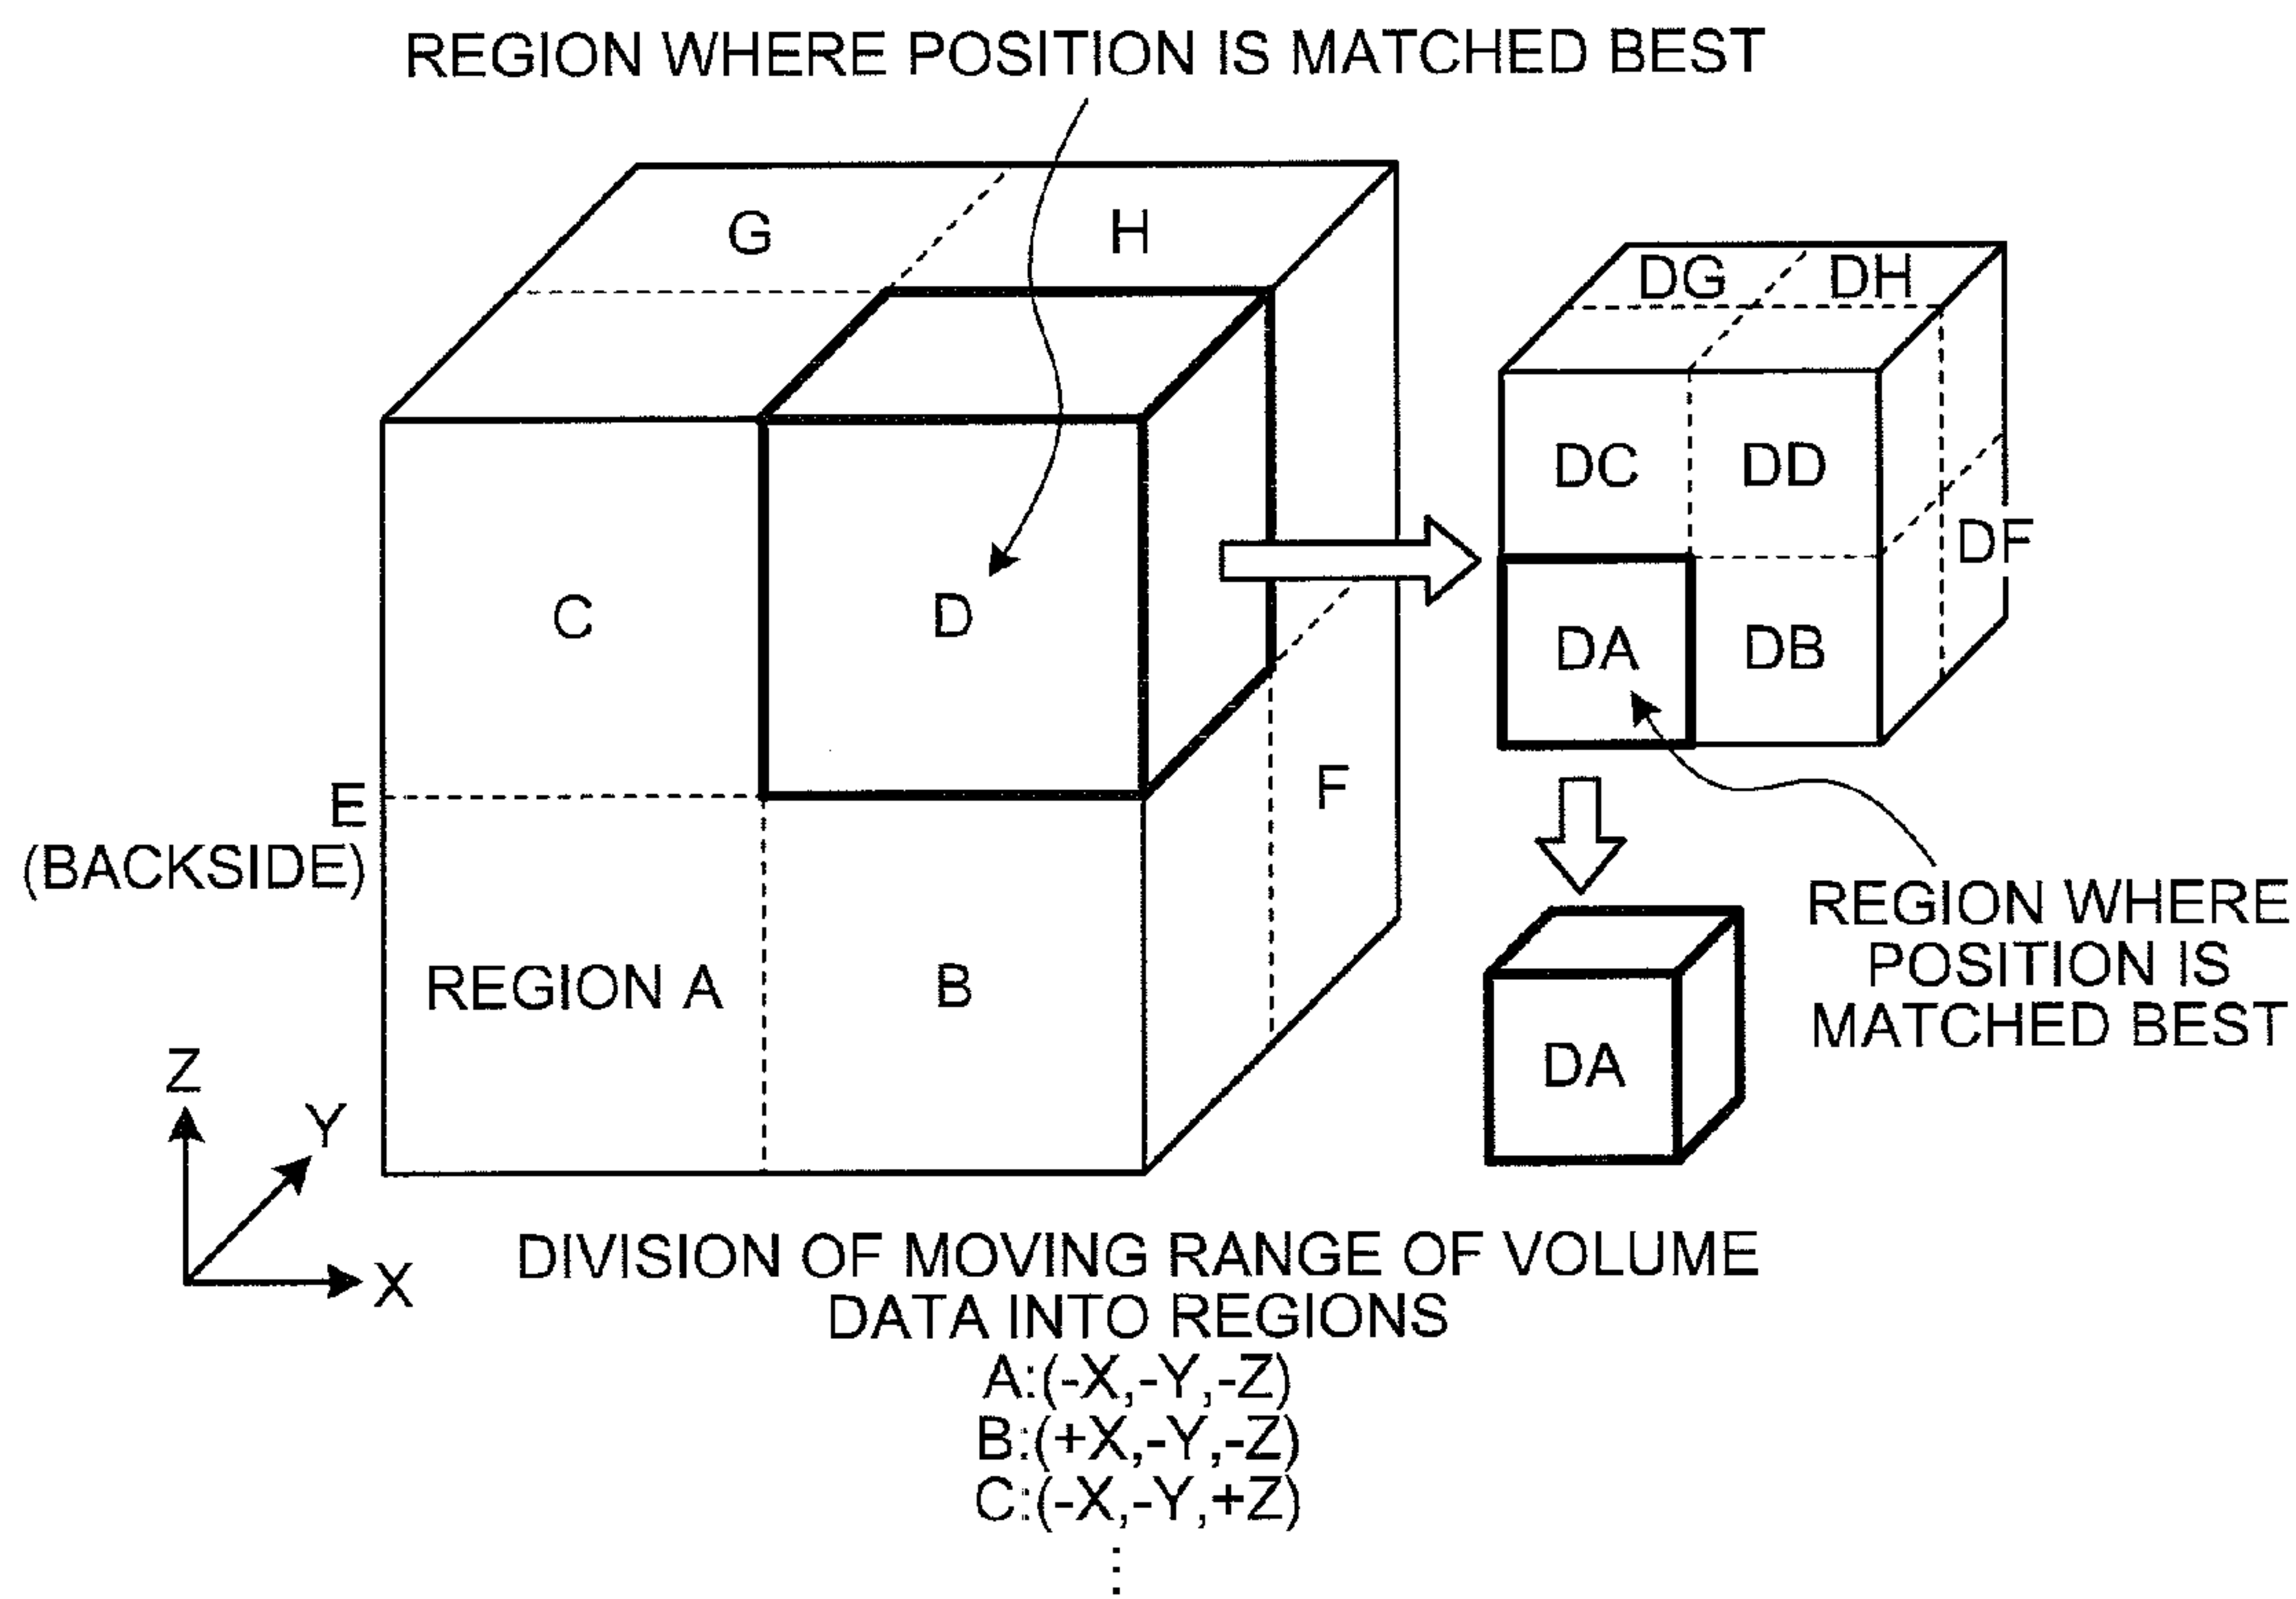 REGION WHERE POSITION IS MATCHED BEST
G
H
DG
DH
C
D
DC
DD
DF
DA
DB
E
(BACKSIDE)
F
REGION A
B
REGION WHERE
POSITION IS
MATCHED BEST
DA
Z
Y
X
DIVISION OF MOVING RANGE OF VOLUME
DATA INTO REGIONS
A:(-X,-Y,-Z)
B:(+X,-Y,-Z)
C:(-X,-Y,+Z)
⋮